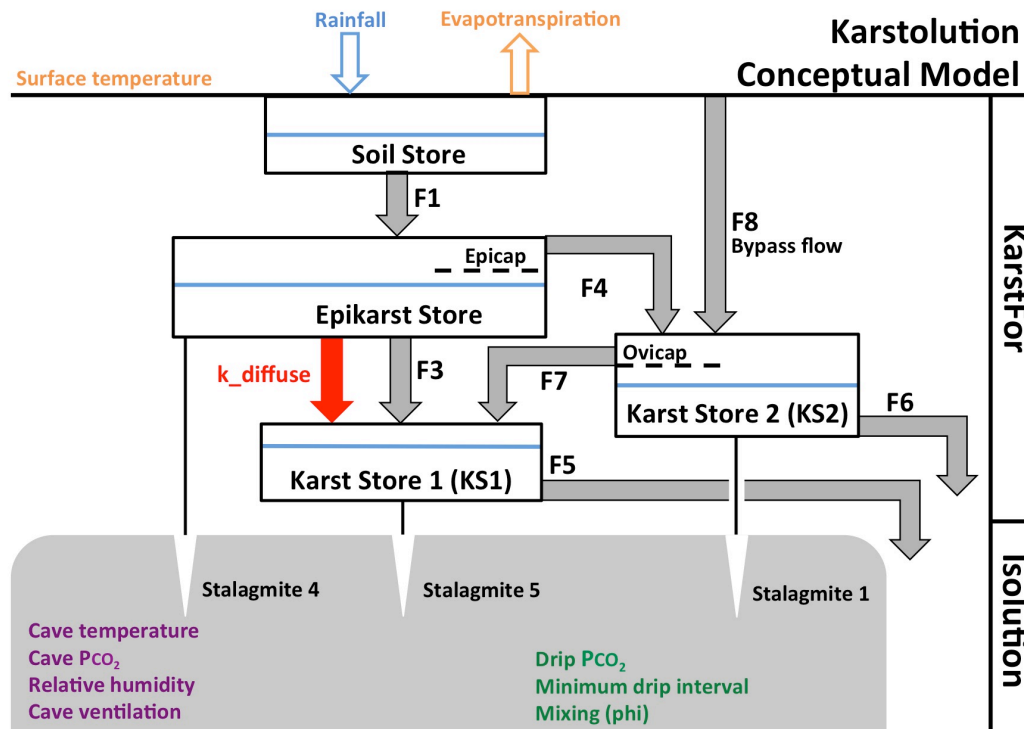 Karstolution
Conceptual Model
Rainfall
Evapotranspiration
Surface temperature
Soil Store
F1
F8
Bypass flow
Epicap
Epikarst Store
F4
k_diffuse
F3
F7
Ovicap
Karst Store 2 (KS2)
F6
Karst Store 1 (KS1)
F5
KarstFor
Isolution
Stalagmite 4
Stalagmite 5
Stalagmite 1
Cave temperature
Cave PCO₂
Relative humidity
Cave ventilation
Drip PCO₂
Minimum drip interval
Mixing (phi)